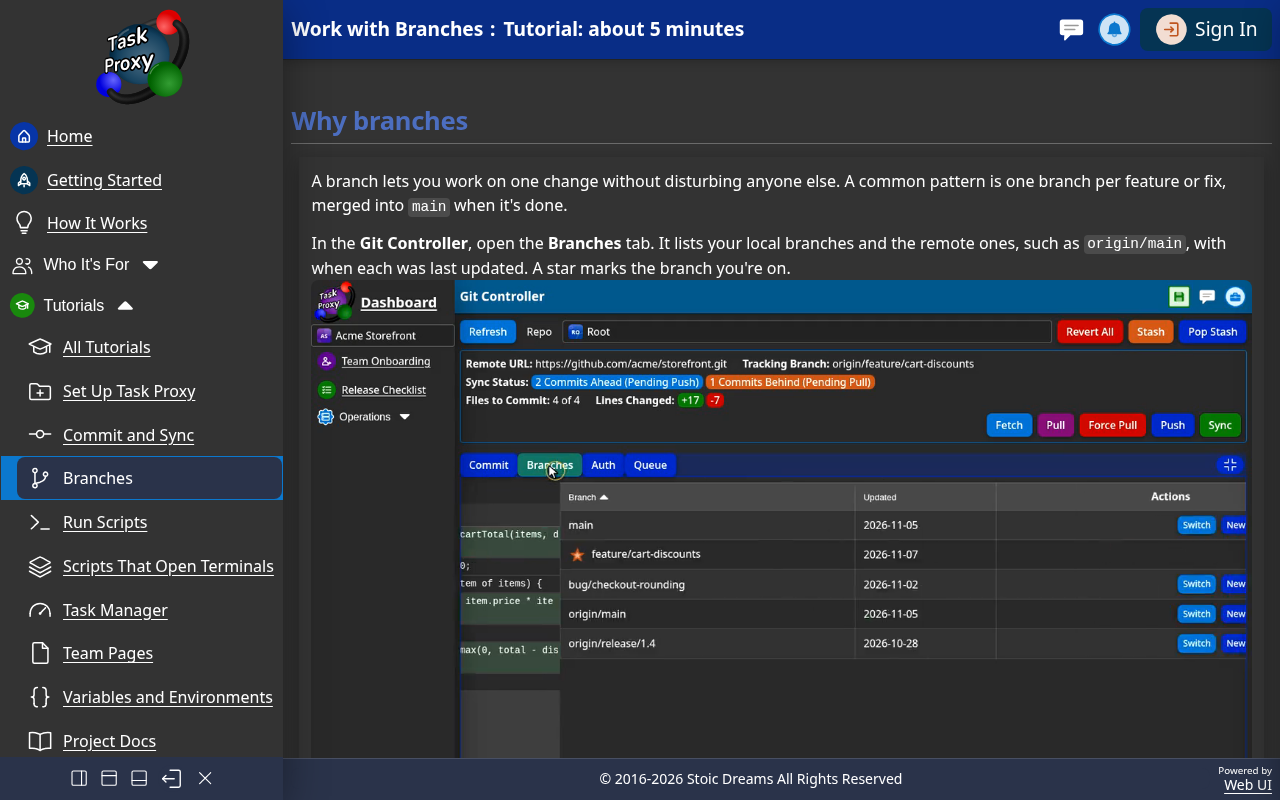 Task
Proxy
Home
Getting Started
How It Works
Who It's For
Tutorials
All Tutorials
Set Up Task Proxy
Commit and Sync
Branches
Run Scripts
Scripts That Open Terminals
Task Manager
Team Pages
Variables and Environments
Project Docs
Work with Branches : Tutorial: about 5 minutes
Sign In
Why branches
A branch lets you work on one change without disturbing anyone else. A common pattern is one branch per feature or fix,
merged into main when it's done.
In the Git Controller, open the Branches tab. It lists your local branches and the remote ones, such as origin/main, with
when each was last updated. A star marks the branch you're on.
Task
Proxy
Dashboard
AS Acme Storefront
Team Onboarding
Release Checklist
Operations
Git Controller
Refresh Repo RO Root Revert All Stash Pop Stash
Remote URL: https://github.com/acme/storefront.git Tracking Branch: origin/feature/cart-discounts
Sync Status: 2 Commits Ahead (Pending Push) 1 Commits Behind (Pending Pull)
Files to Commit: 4 of 4 Lines Changed: +17 -7
Fetch Pull Force Pull Push Sync
Commit Branches Auth Queue
cartTotal(items, d
0;
tem of items) {
item.price * ite
max(0, total - dis
Branch Updated Actions
main 2026-11-05 Switch New
feature/cart-discounts 2026-11-07
bug/checkout-rounding 2026-11-02 Switch New
origin/main 2026-11-05 Switch New
origin/release/1.4 2026-10-28 Switch New
© 2016-2026 Stoic Dreams All Rights Reserved
Powered by
Web UI